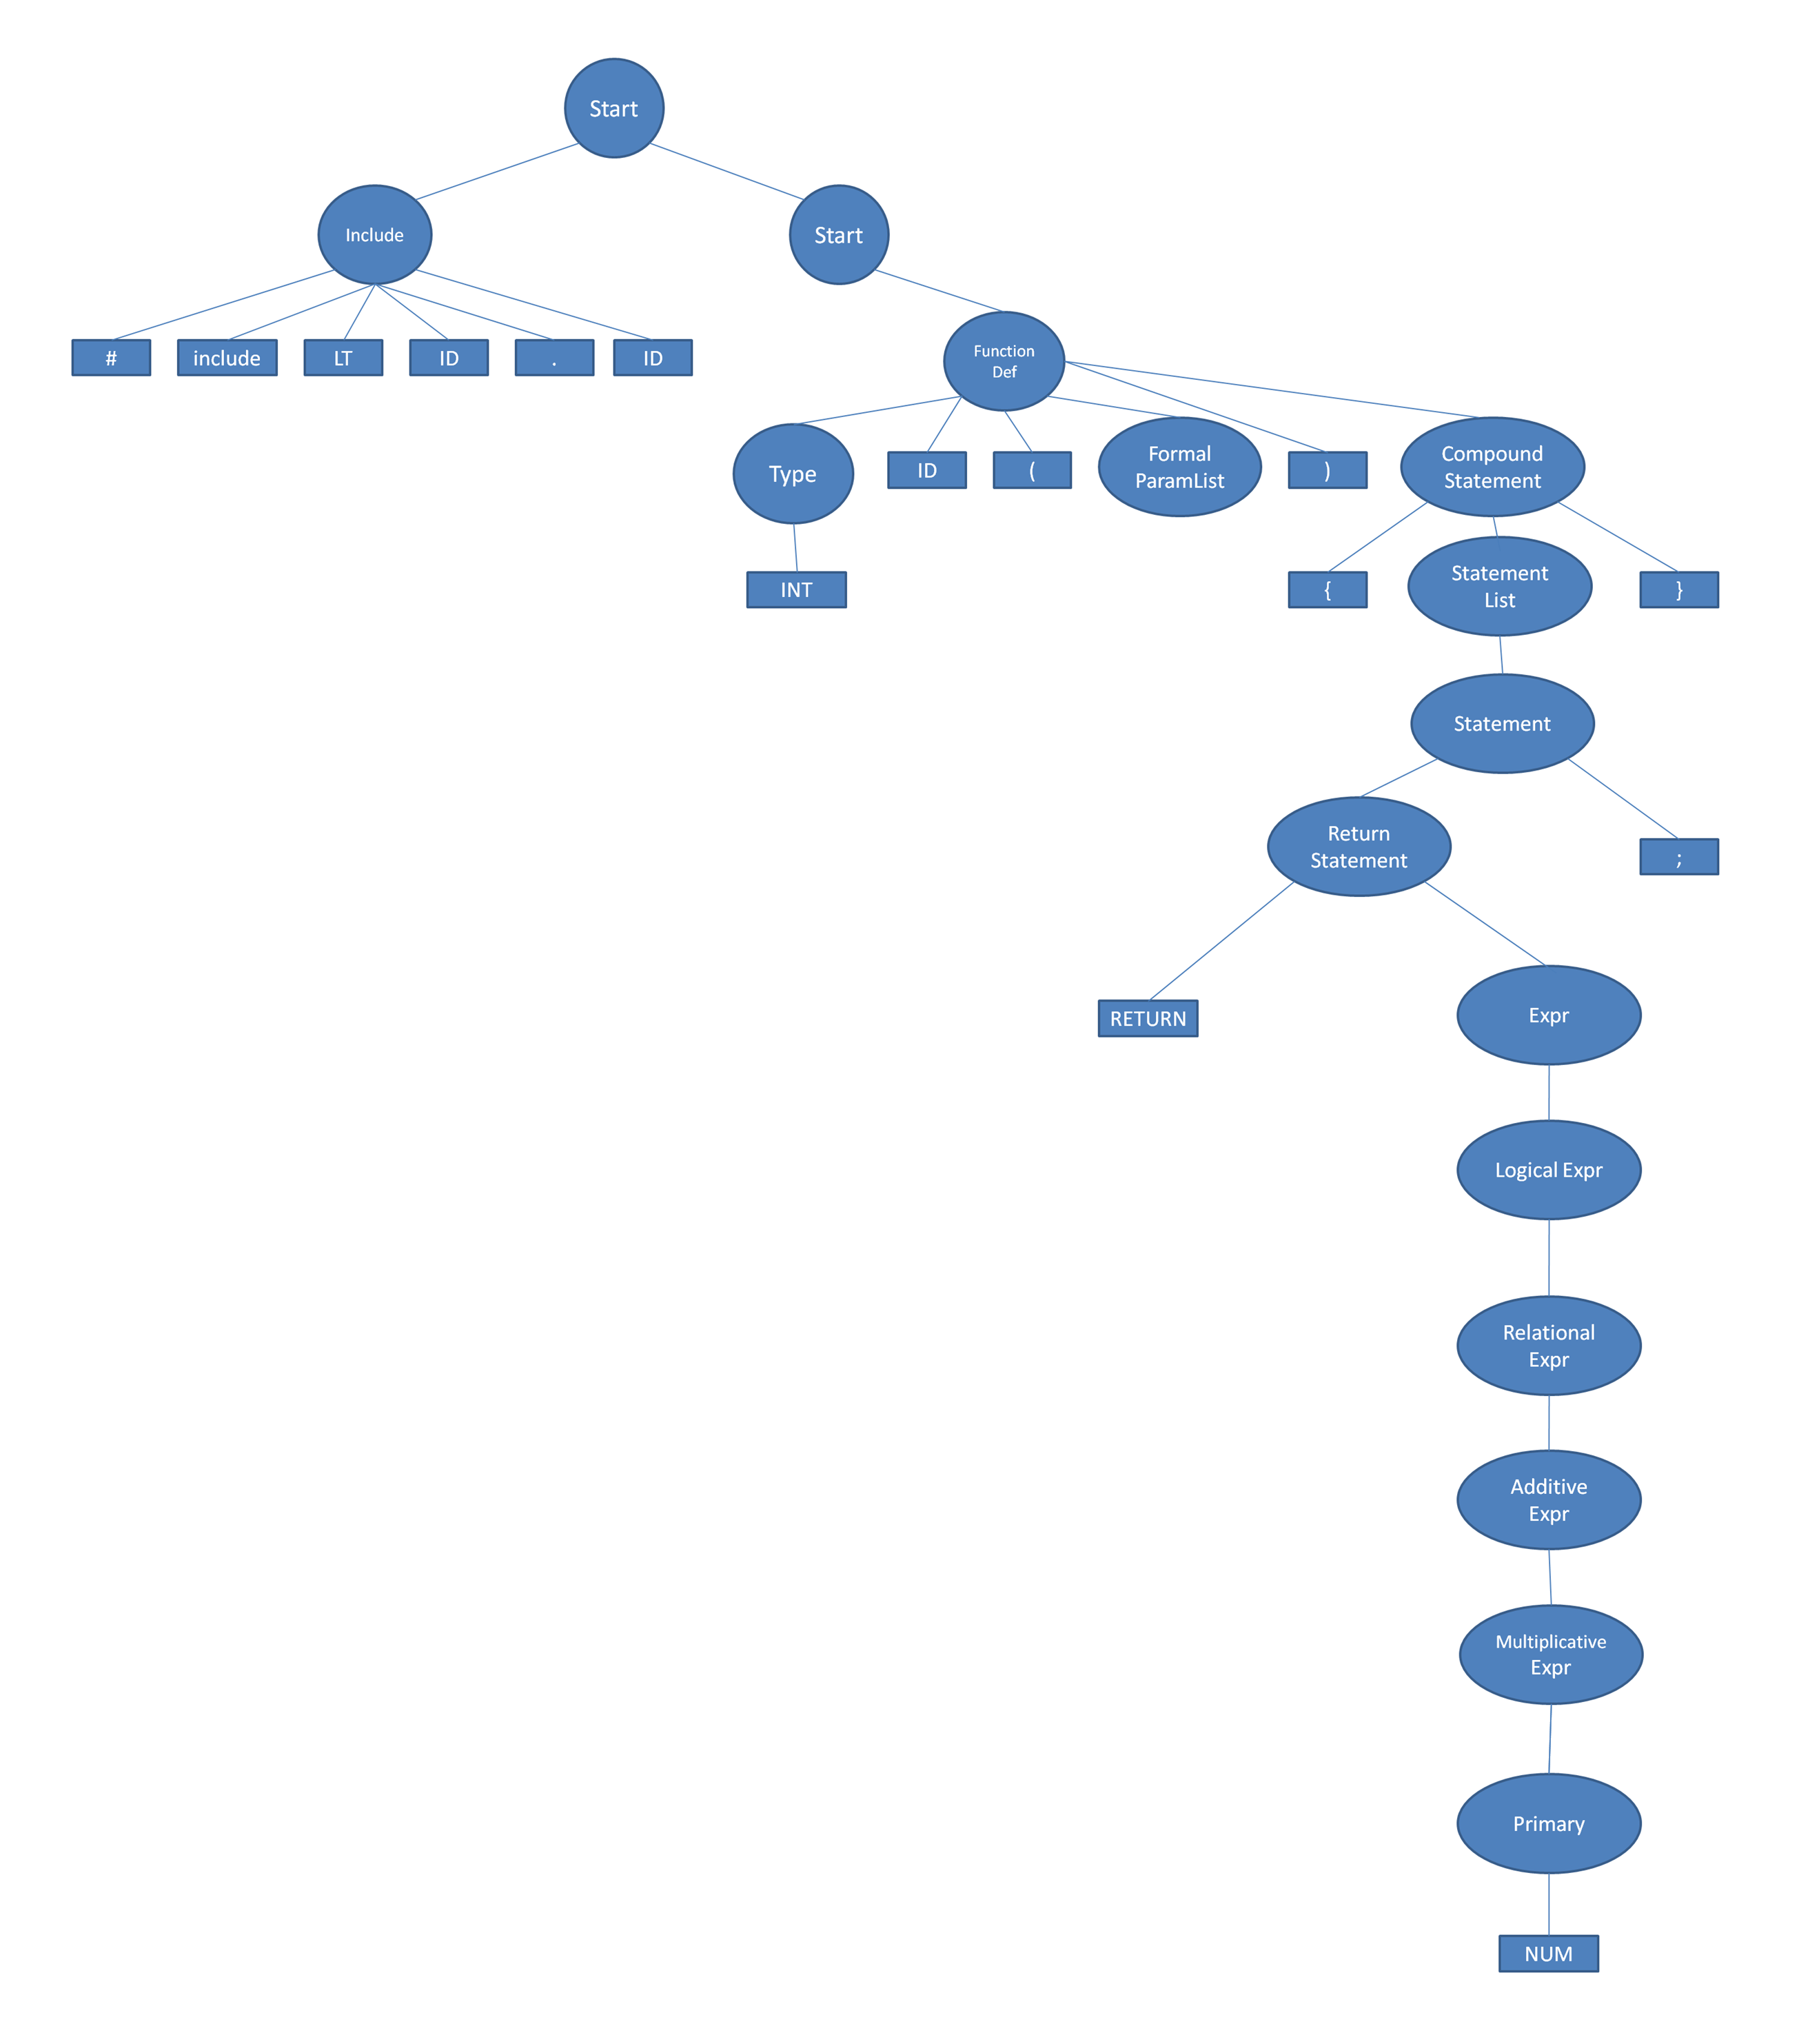 Start
Include
Start
#
include
LT
ID
.
ID
Function
Def
Type
ID
(
Formal
ParamList
)
Compound
Statement
INT
{
Statement
List
}
Statement
Return
Statement
;
RETURN
Expr
Logical Expr
Relational
Expr
Additive
Expr
Multiplicative
Expr
Primary
NUM